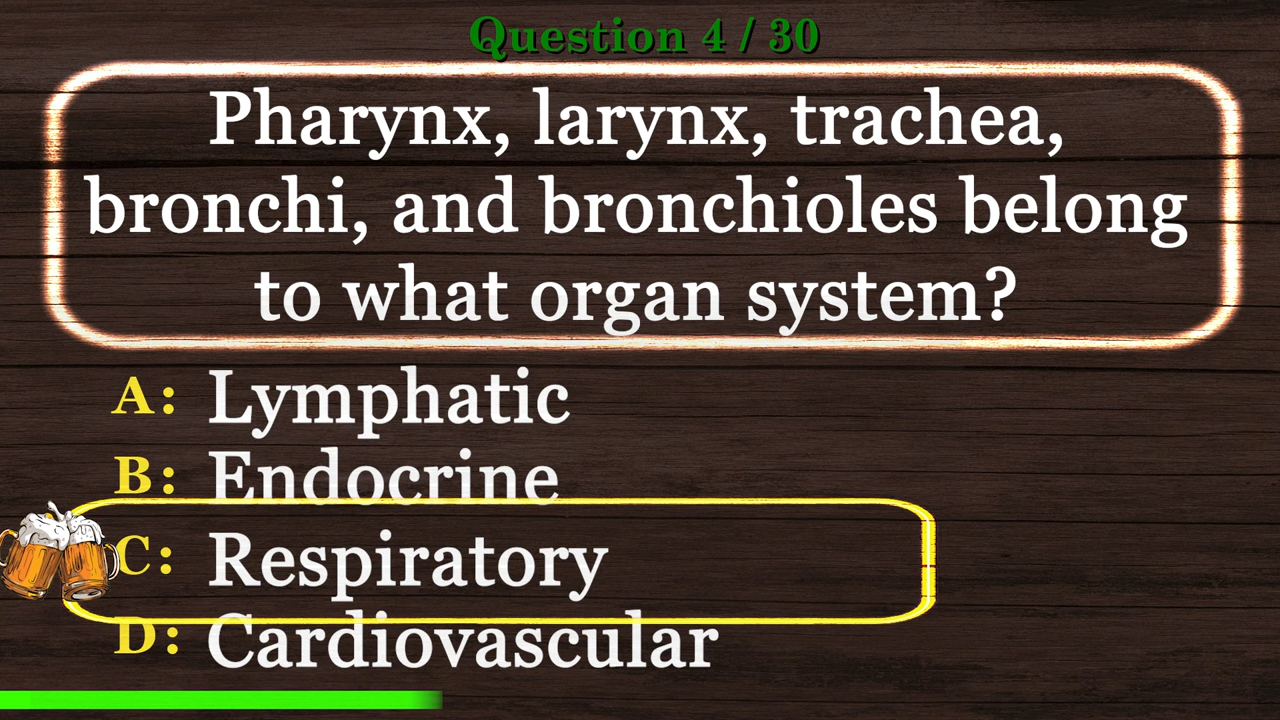 Question 4 / 30
Pharynx, larynx, trachea,
bronchi, and bronchioles belong
to what organ system?
A: Lymphatic
B: Endocrine
C: Respiratory
D: Cardiovascular